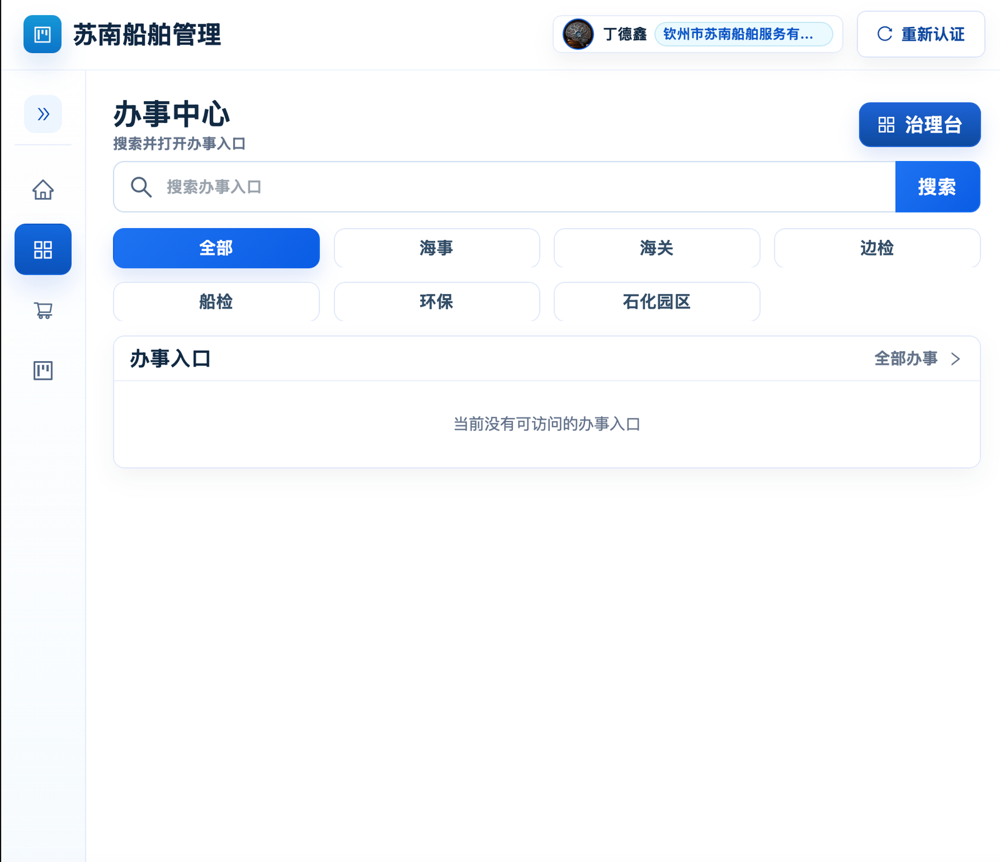 苏南船舶管理
丁德鑫 钦州市苏南船舶服务有...
重新认证
办事中心
搜索并打开办事入口
治理台
搜索办事入口
搜索
全部 海事 海关 边检
船检 环保 石化园区
办事入口
全部办事
当前没有可访问的办事入口